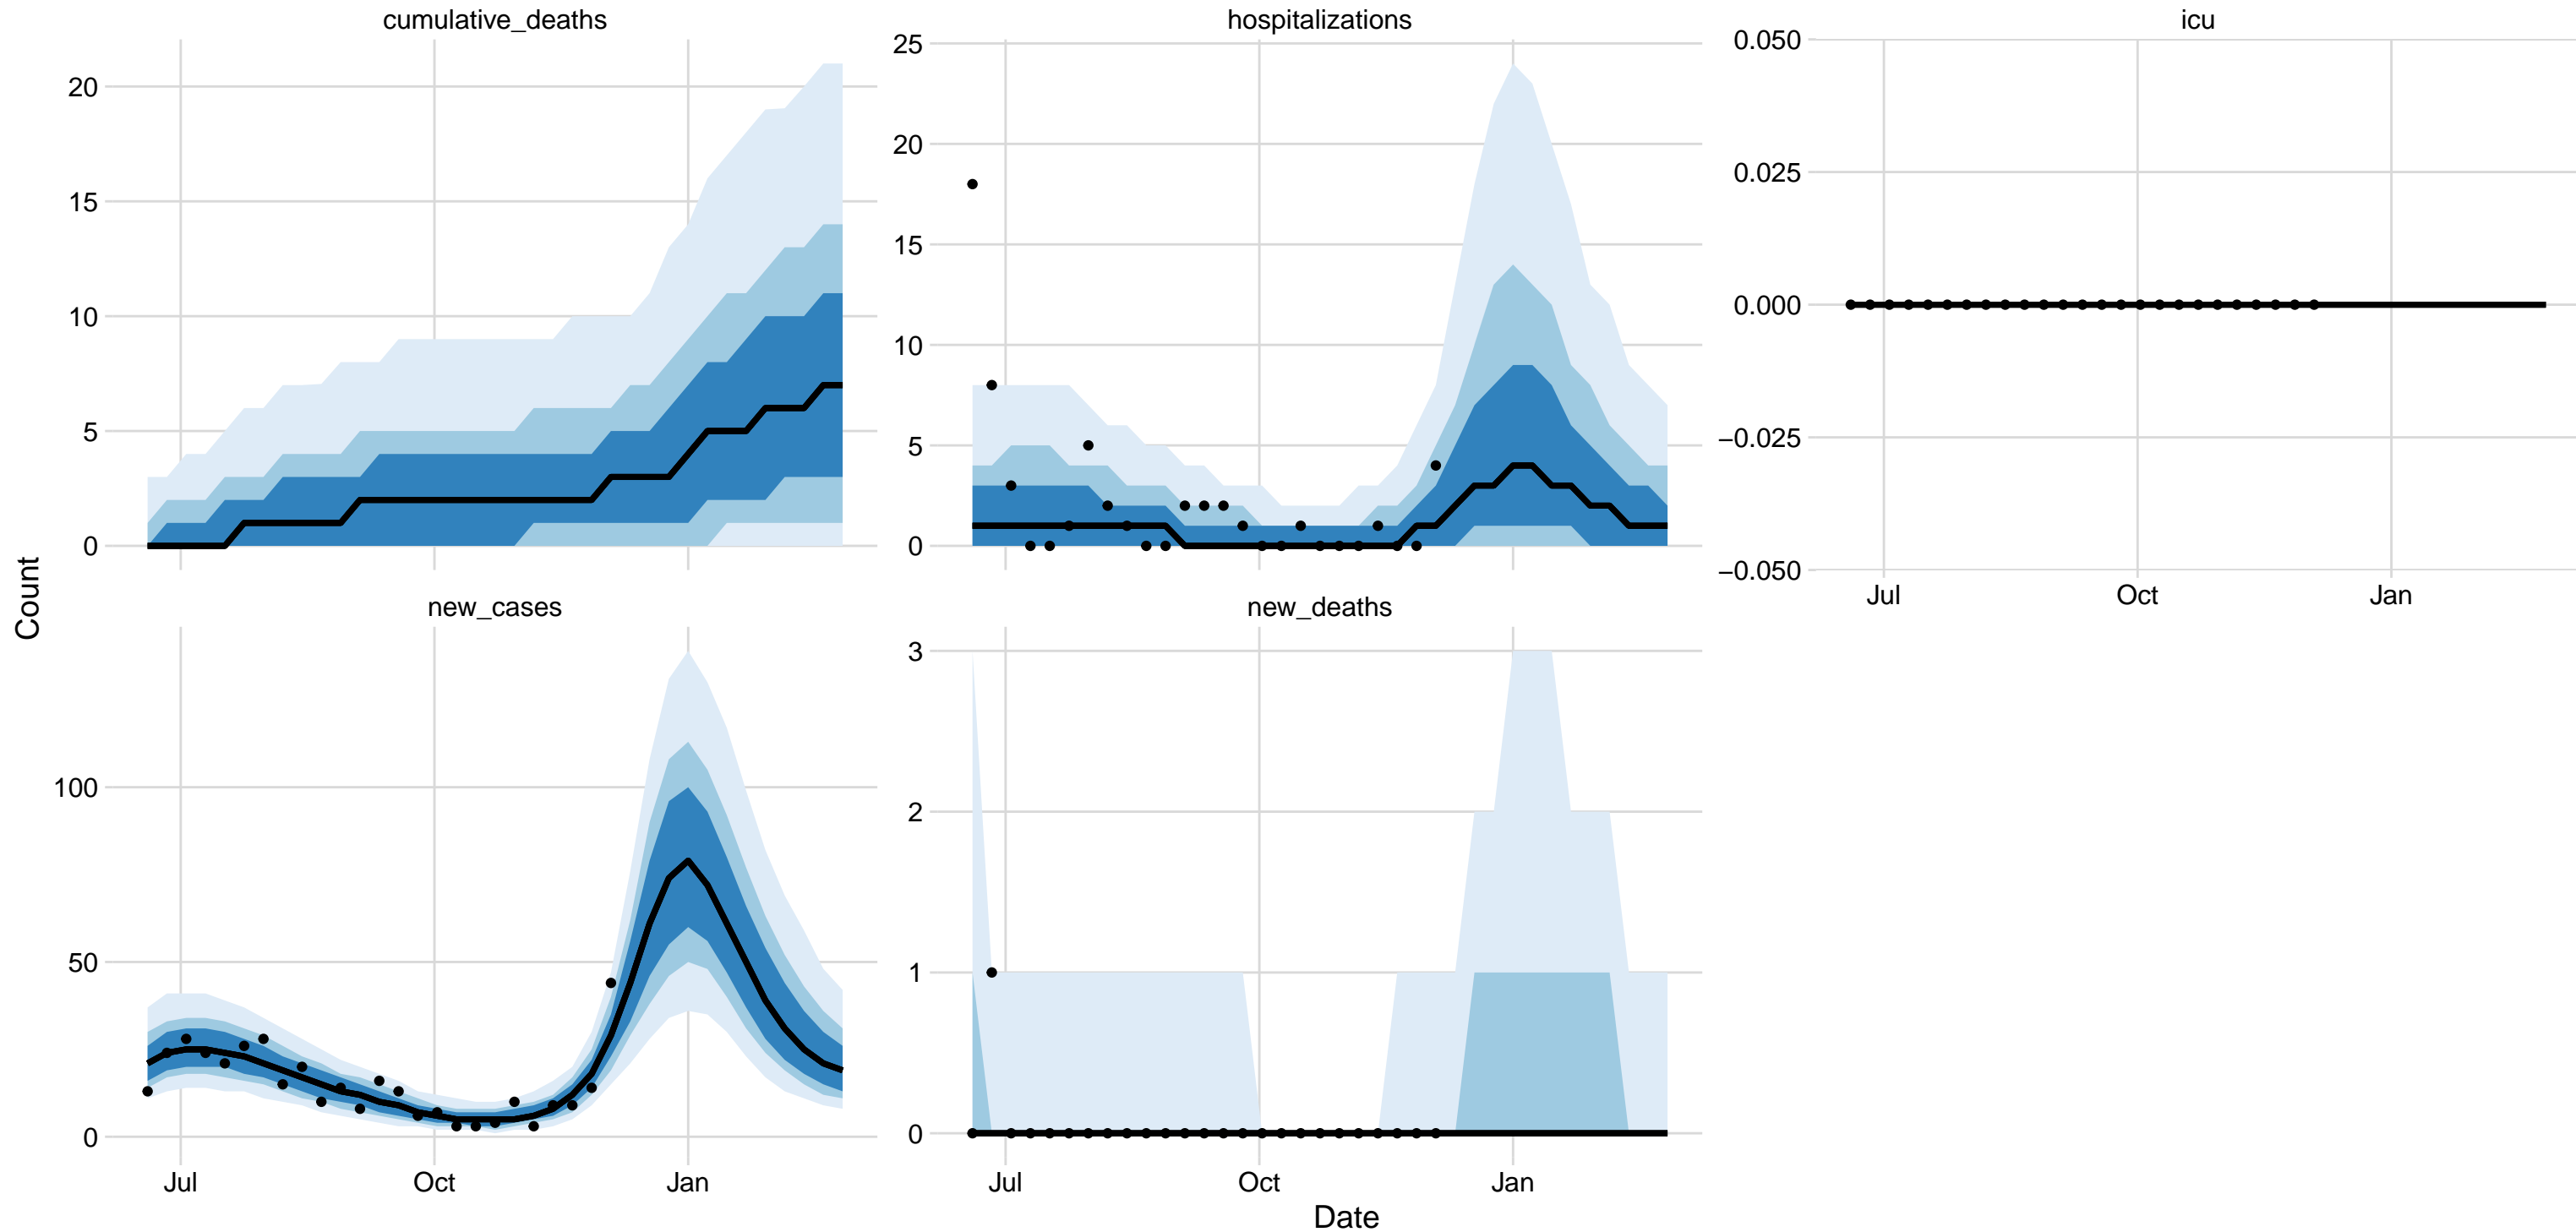 cumulative_deaths
hospitalizations
icu
20
15
10
5
0
25
20
15
10
5
0
0.050
0.025
0.000
−0.025
−0.050
Jul Oct Jan
Count
new_cases
new_deaths
100
50
0
3
2
1
0
Jul Oct Jan
Jul Oct Jan
Date